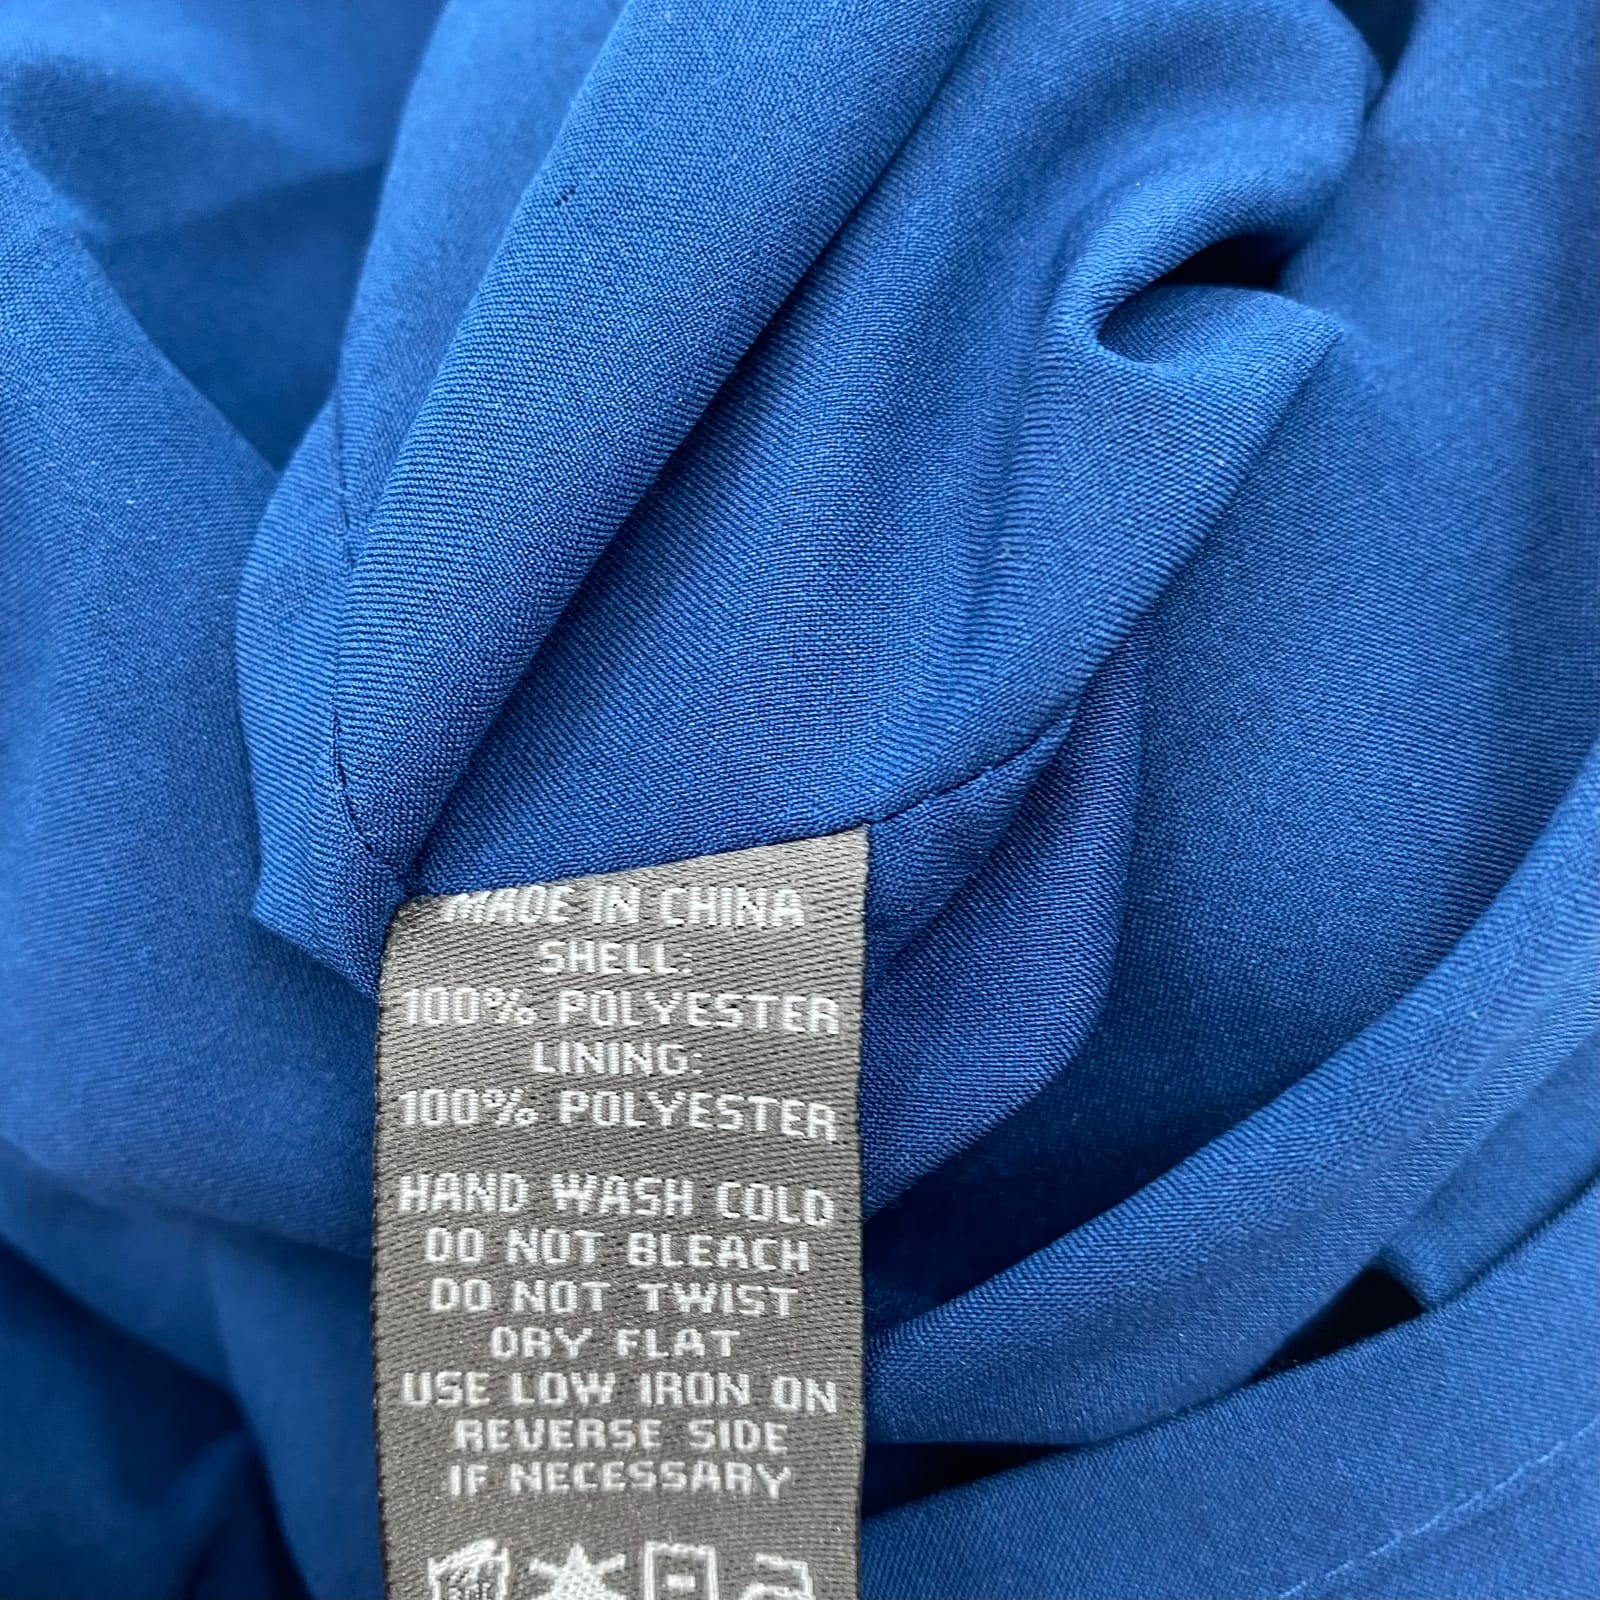 MADE IN CHINA
SHELL:
100% POLYESTER
LINING:
100% POLYESTER
HAND WASH COLD
DO NOT BLEACH
DO NOT TWIST
DRY FLAT
USE LOW IRON ON
REVERSE SIDE
IF NECESSARY